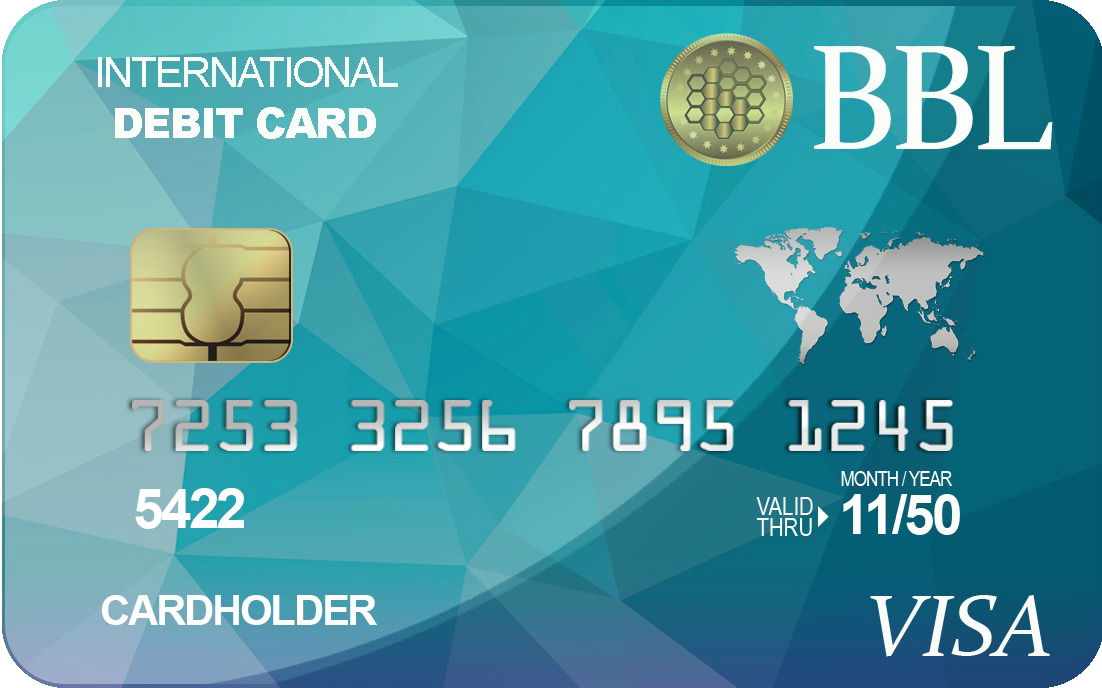 INTERNATIONAL
DEBIT CARD
BBL
7253 3256 7895 1245
5422
MONTH / YEAR
VALID
THRU
11/50
CARDHOLDER
VISA